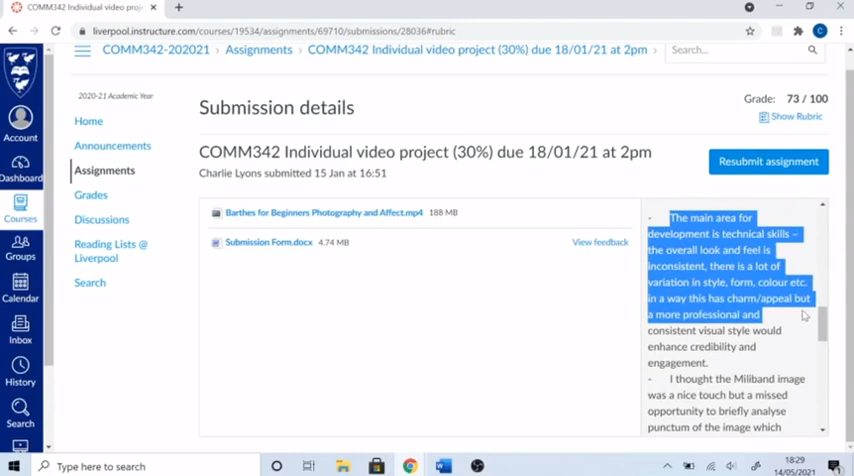 COMM342 Individual video proj
liverpool.instructure.com/courses/19534/assignments/69710/submissions/28036#rubric
COMM342-202021 > Assignments > COMM342 Individual video project (30%) due 18/01/21 at 2pm >
Search...
Account
Dashboard
Courses
Groups
Calendar
Inbox
History
Search
2020-21 Academic Year
Home
Announcements
Assignments
Grades
Discussions
Reading Lists @
Liverpool
Search
Submission details
Grade: 73 / 100
Show Rubric
COMM342 Individual video project (30%) due 18/01/21 at 2pm
Charlie Lyons submitted 15 Jan at 16:51
Resubmit assignment
Barthes for Beginners Photography and Affect.mp4 188 MB
Submission Form.docx 4.74 MB
View feedback
- The main area for
development is technical skills –
the overall look and feel is
inconsistent, there is a lot of
variation in style, form, colour etc.
in a way this has charm/appeal but
a more professional and
consistent visual style would
enhance credibility and
engagement.
- I thought the Miliband image
was a nice touch but a missed
opportunity to briefly analyse
punctum of the image which
Type here to search
18:29
14/05/2021